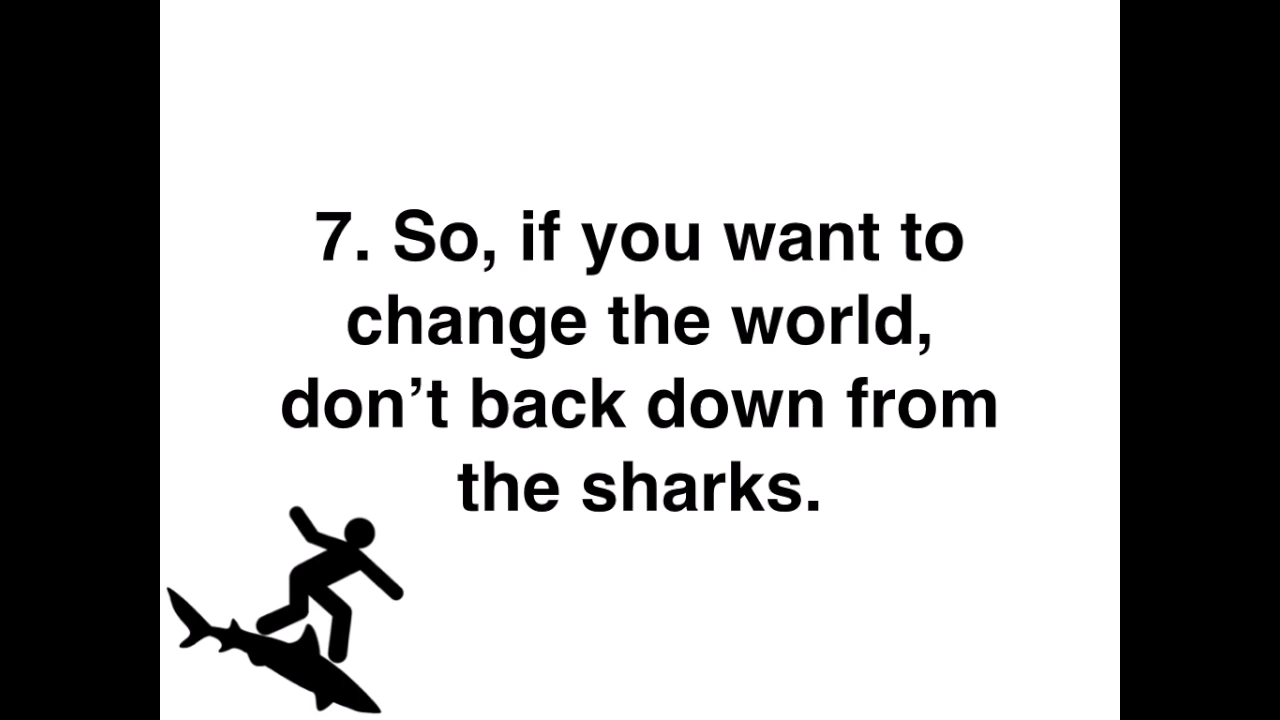 7. So, if you want to
change the world,
don’t back down from
the sharks.